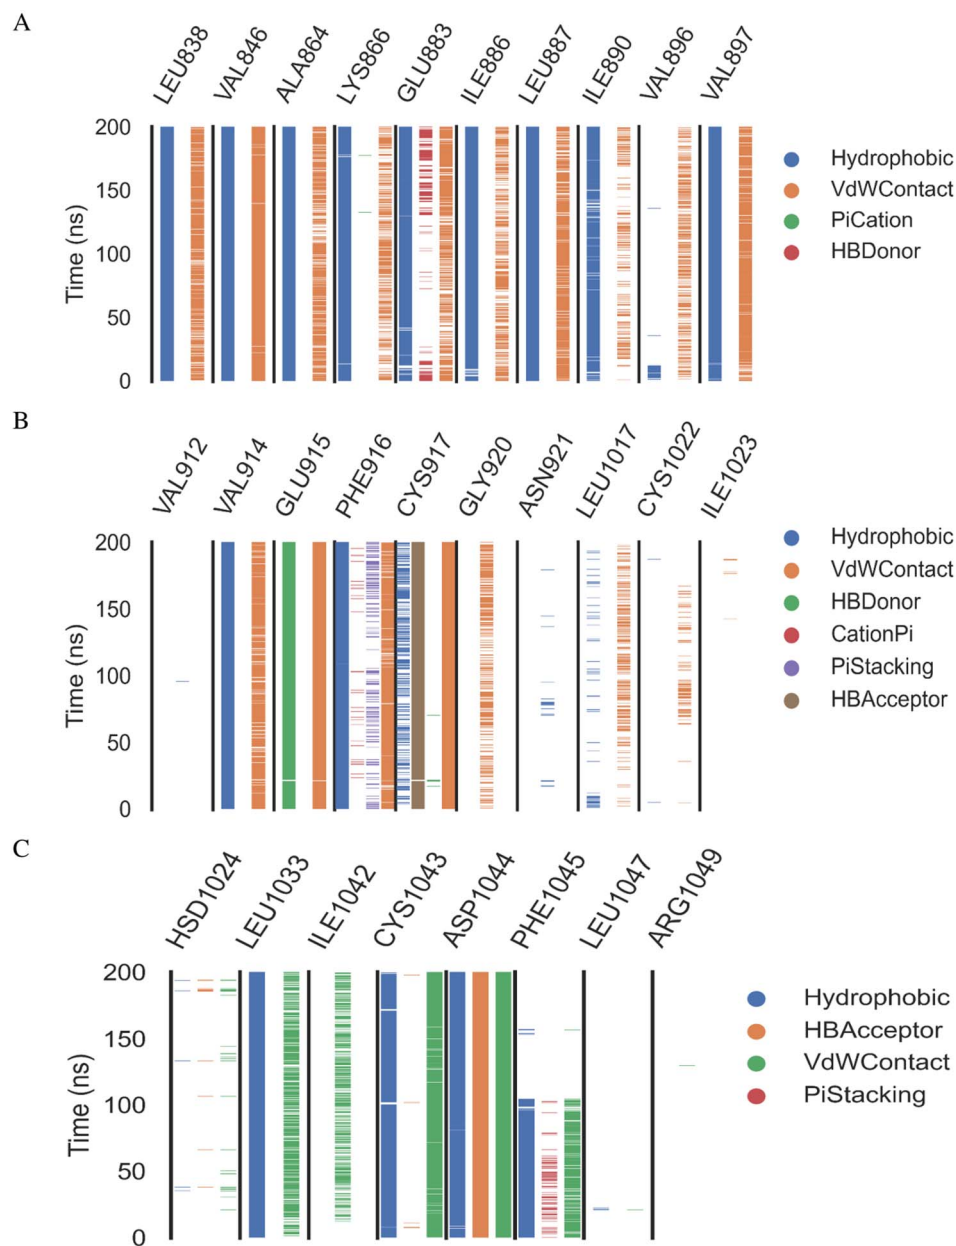 A
LEU838 VAL846 ALA864 LYS866 GLU883 ILE886 LEU887 ILE890 VAL896 VAL897
Time (ns)
200
150
100
50
0
Hydrophobic
VdWContact
PiCation
HBDonor
B
VAL912 VAL914 GLU915 PHE916 CYS917 GLY920 ASN921 LEU1017 CYS1022 ILE1023
Time (ns)
200
150
100
50
0
Hydrophobic
VdWContact
HBDonor
CationPi
PiStacking
HBAcceptor
C
HSD1024 LEU1033 ILE1042 CYS1043 ASP1044 PHE1045 LEU1047 ARG1049
Time (ns)
200
150
100
50
0
Hydrophobic
HBAcceptor
VdWContact
PiStacking